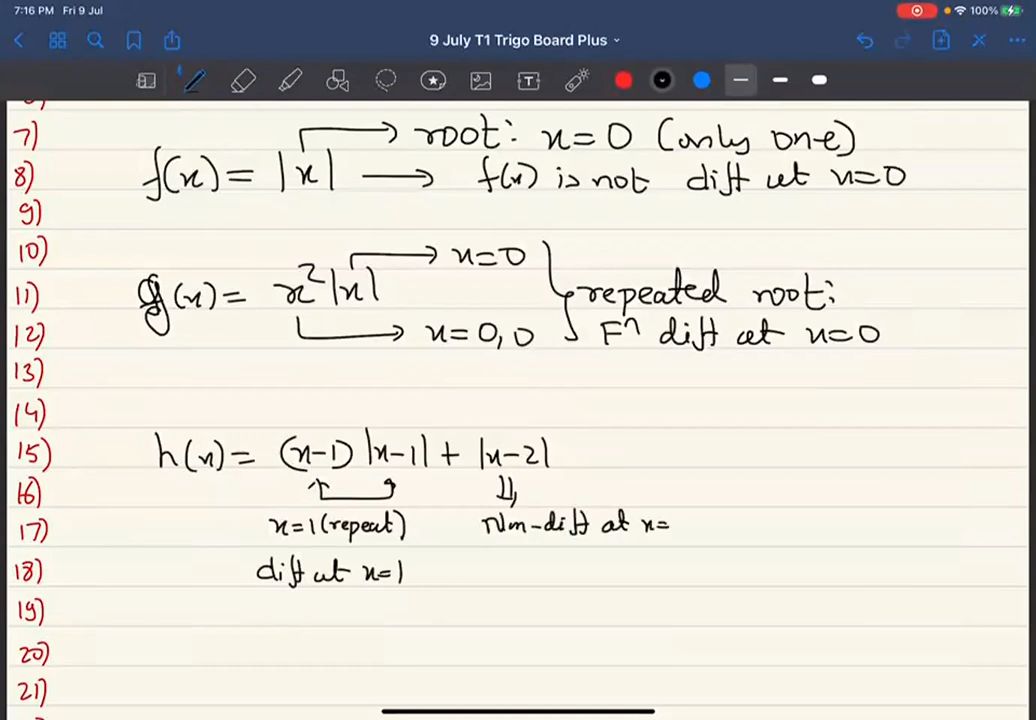 7:16 PM Fri 9 Jul
100%
9 July T1 Trigo Board Plus
7)
root: x=0 (only one)
8)
f(x) = |x| → f(x) is not diff at x=0
9)
10)
x=0
11)
g(x) = x²|x|
repeated root:
12)
x=0,0
Fⁿ diff at x=0
13)
14)
15)
h(x) = (x-1) |x-1| + |x-2|
16)
17)
x=1 (repeat)
Non-diff at x=
18)
diff at x=1
19)
20)
21)